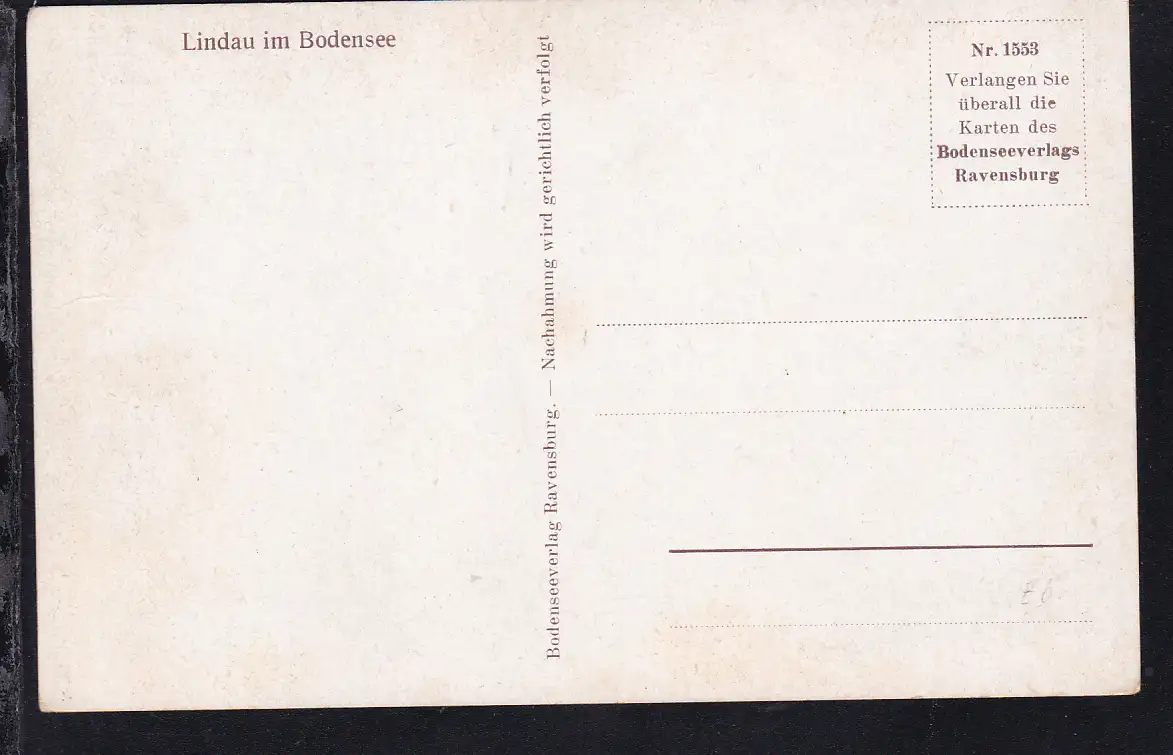 Lindau im Bodensee
Bodenseeverlag Ravensburg. — Nachahmung wird gerichtlich verfolgt
Nr. 1553
Verlangen Sie
überall die
Karten des
Bodenseeverlags
Ravensburg